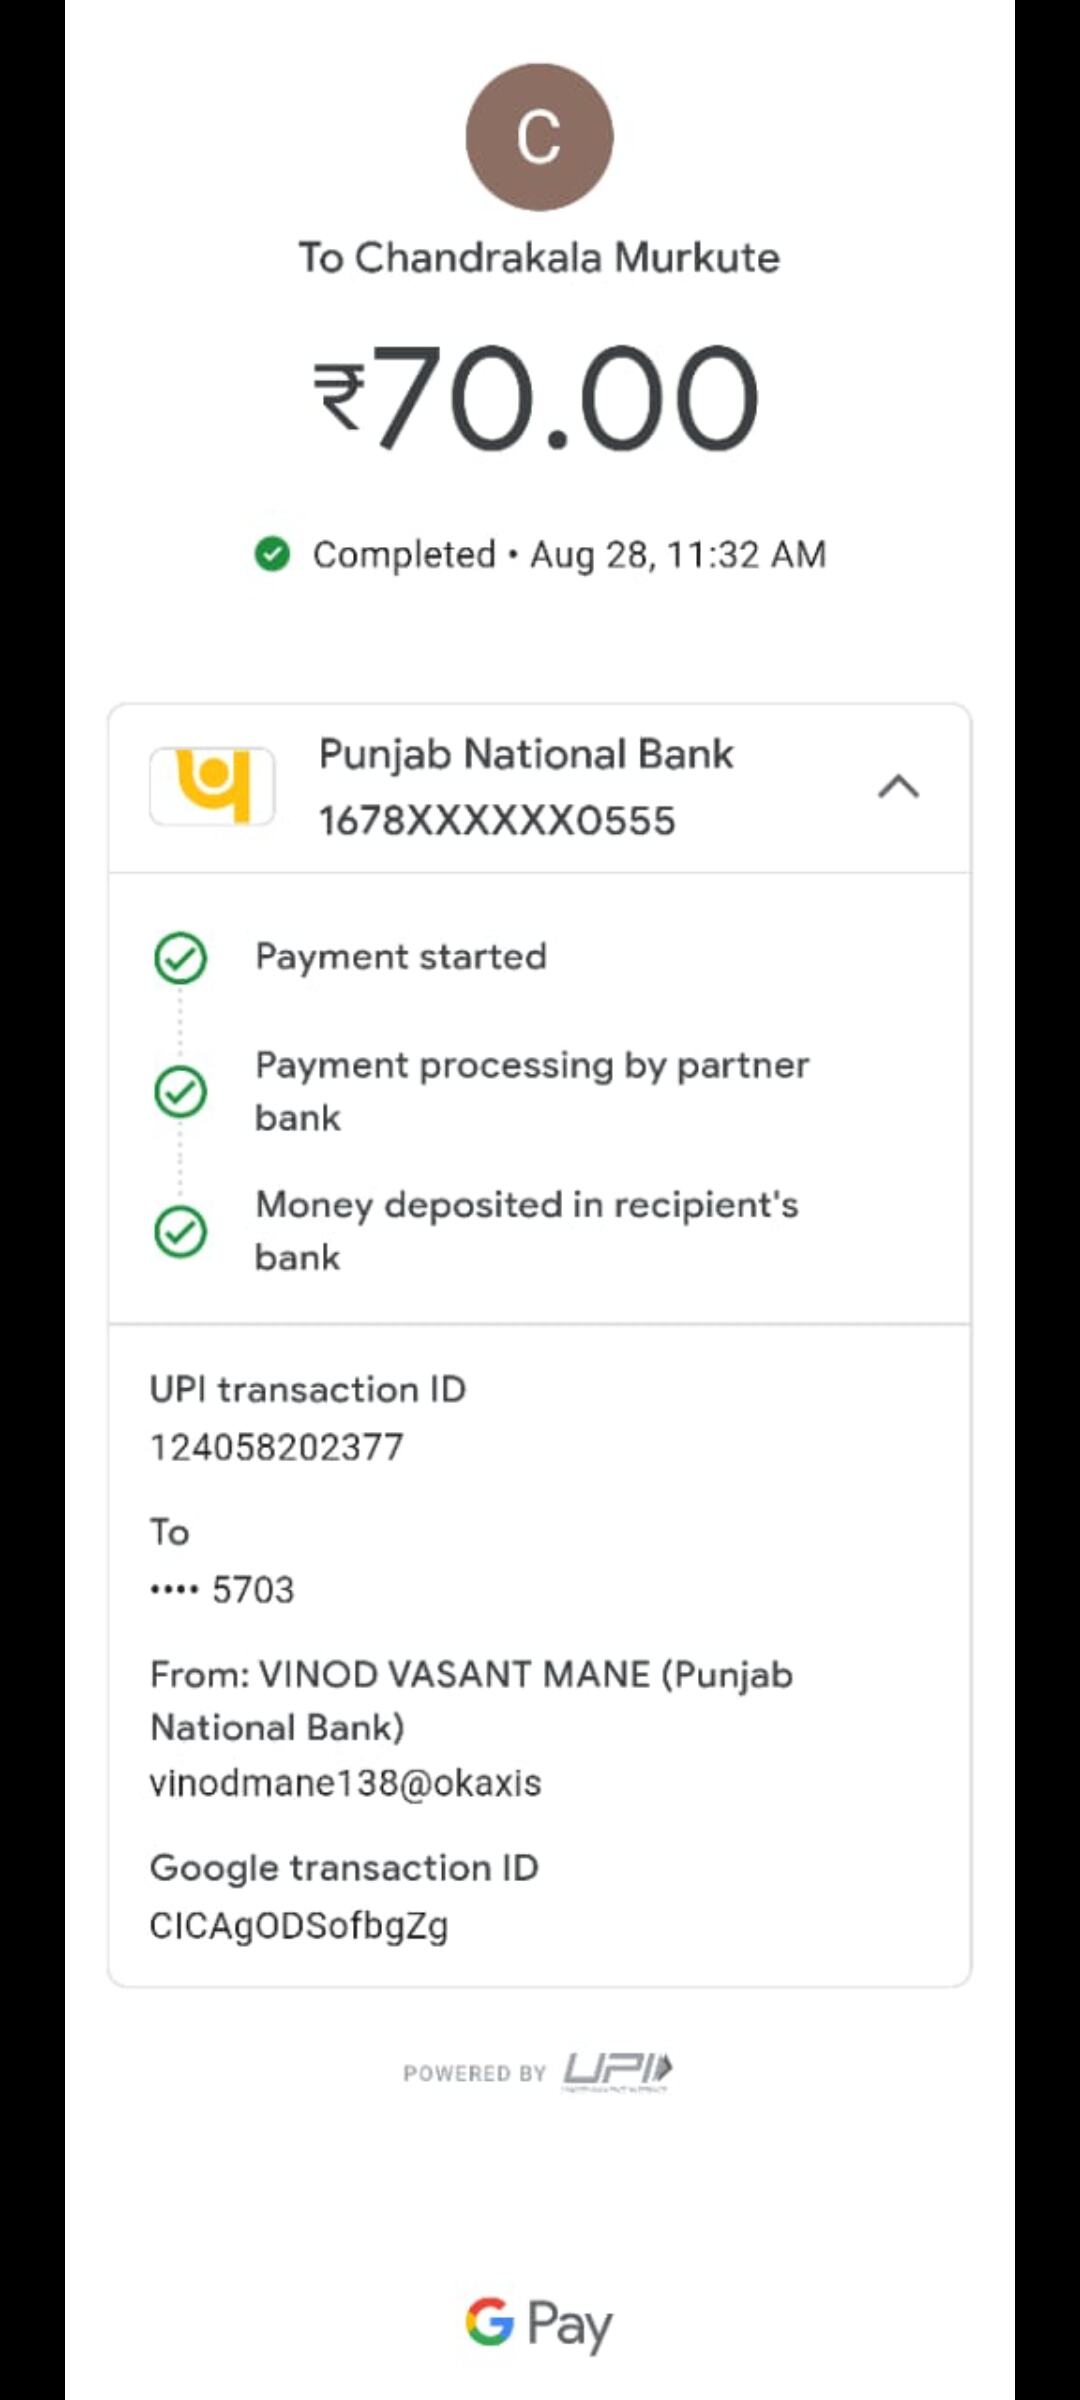 C
To Chandrakala Murkute
₹70.00
Completed • Aug 28, 11:32 AM
Punjab National Bank
1678XXXXXX0555
Payment started
Payment processing by partner
bank
Money deposited in recipient's
bank
UPI transaction ID
124058202377
To
•••• 5703
From: VINOD VASANT MANE (Punjab
National Bank)
vinodmane138@okaxis
Google transaction ID
CICAgODSofbgZg
POWERED BY UPI
G Pay